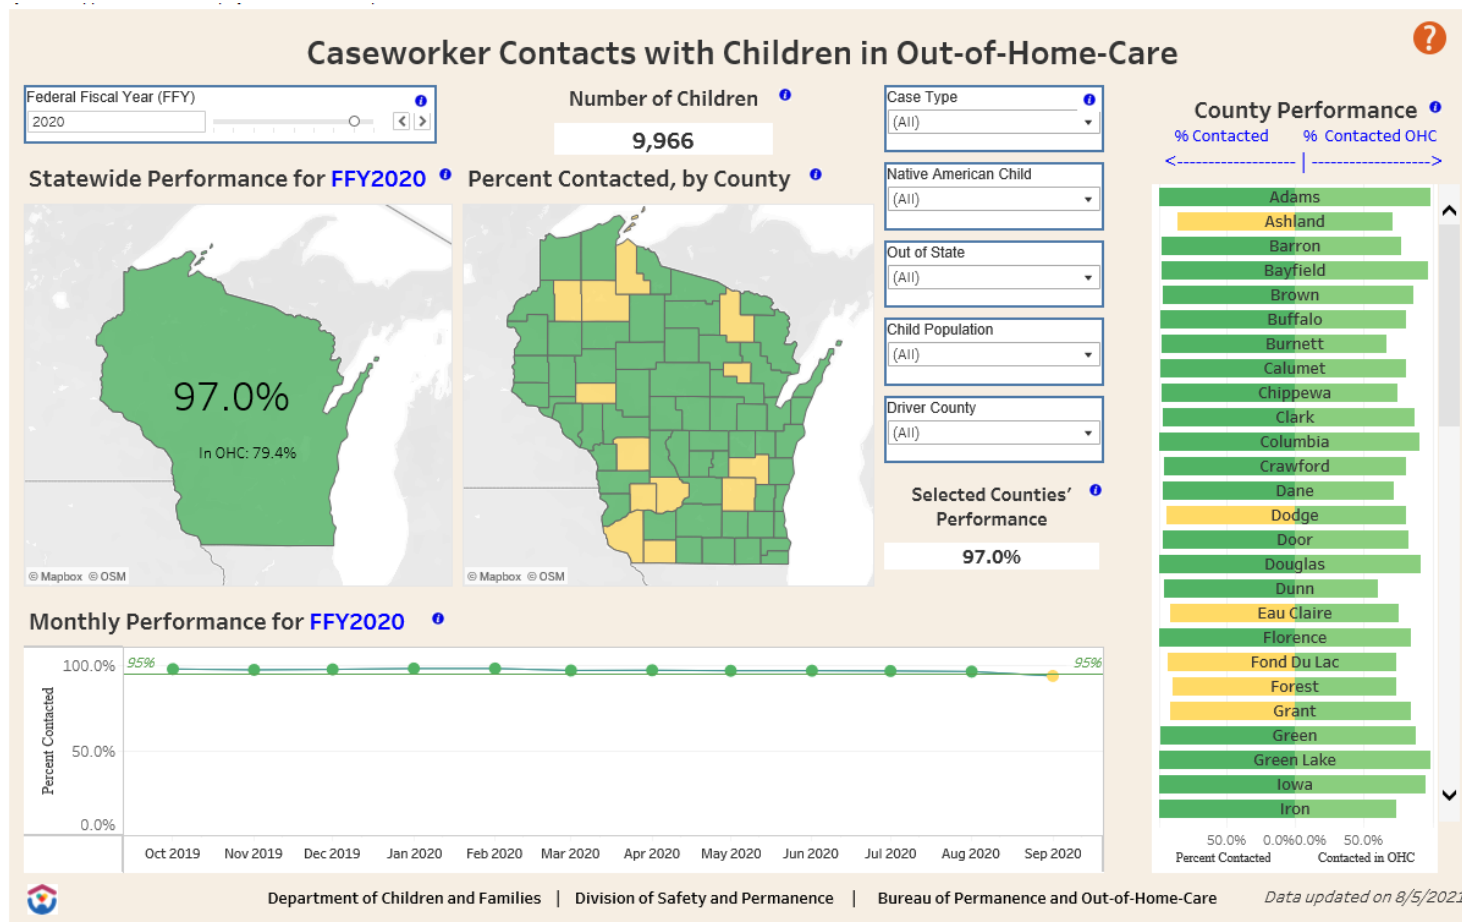 Caseworker Contacts with Children in Out-of-Home-Care
?
Federal Fiscal Year (FFY)
i
2020
< >
Number of Children
i
9,966
Case Type
i
(All)
Native American Child
(All)
Out of State
(All)
Child Population
(All)
Driver County
(All)
Selected Counties’
i
Performance
97.0%
Statewide Performance for FFY2020
i
97.0%
In OHC: 79.4%
© Mapbox © OSM
Percent Contacted, by County
i
© Mapbox © OSM
County Performance
i
% Contacted
% Contacted OHC
<------------------- | ------------------->
Adams
Ashland
Barron
Bayfield
Brown
Buffalo
Burnett
Calumet
Chippewa
Clark
Columbia
Crawford
Dane
Dodge
Door
Douglas
Dunn
Eau Claire
Florence
Fond Du Lac
Forest
Grant
Green
Green Lake
Iowa
Iron
50.0% 0.0% 0.0% 50.0%
Percent Contacted
Contacted in OHC
Monthly Performance for FFY2020
i
Percent Contacted
100.0%
50.0%
0.0%
95%
95%
Oct 2019 Nov 2019 Dec 2019 Jan 2020 Feb 2020 Mar 2020 Apr 2020 May 2020 Jun 2020 Jul 2020 Aug 2020 Sep 2020
Department of Children and Families | Division of Safety and Permanence | Bureau of Permanence and Out-of-Home-Care
Data updated on 8/5/2021